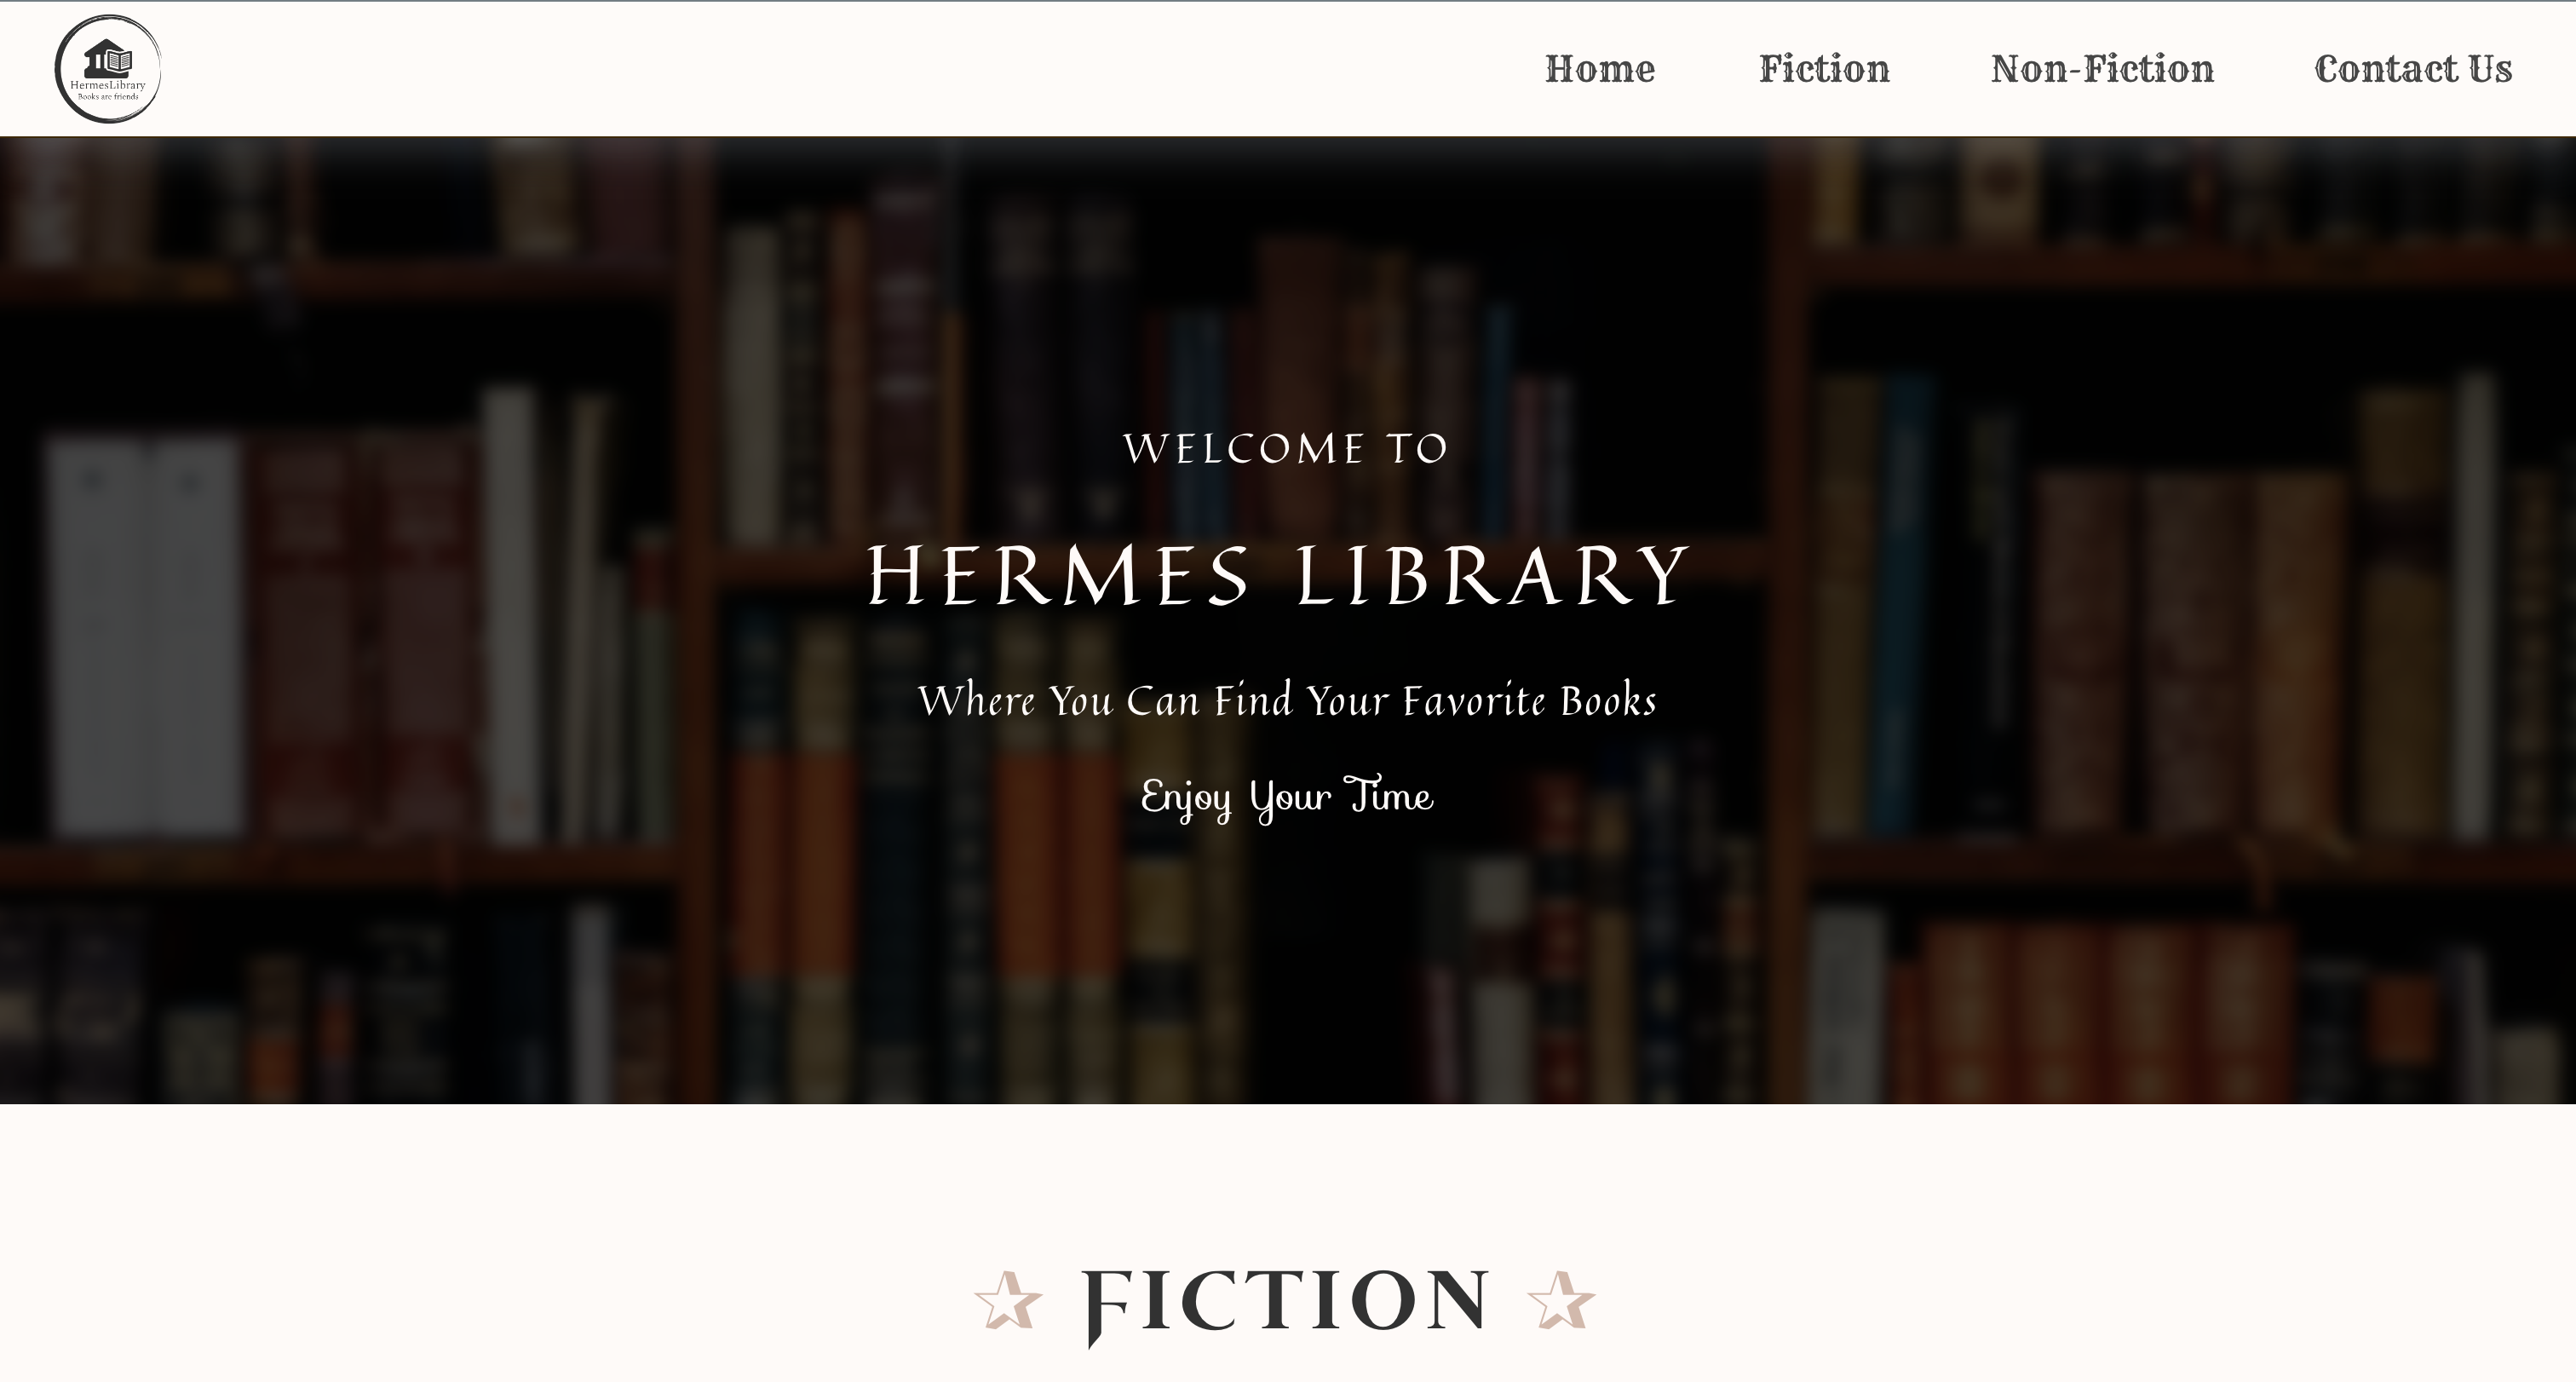 HermesLibrary
Books are friends
Home Fiction Non-Fiction Contact Us
WELCOME TO
HERMES LIBRARY
Where You Can Find Your Favorite Books
Enjoy Your Time
FICTION